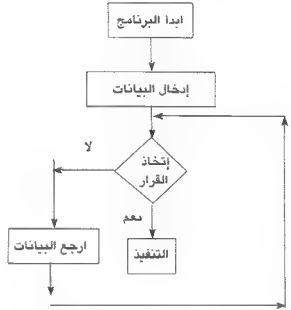 ابدأ البرنامج
إدخال البيانات
إتخاذ
القرار
لا
نعم
ارجع البيانات
التنفيذ